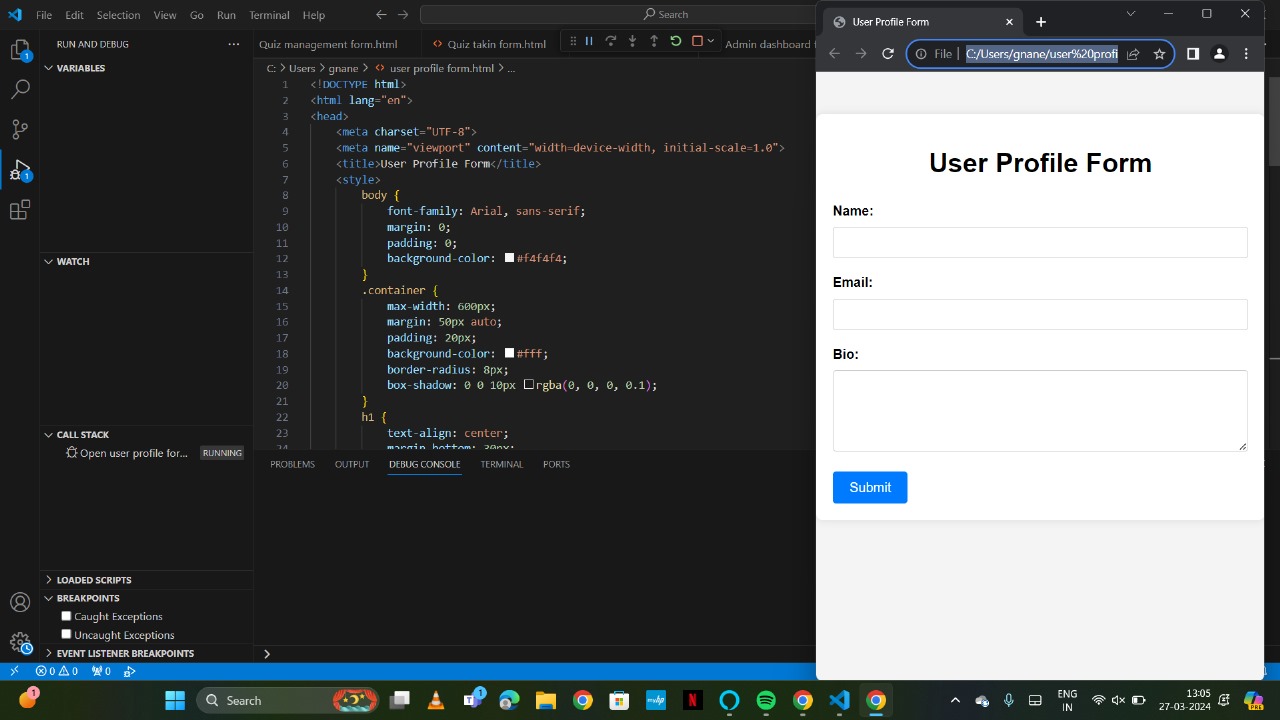 File Edit Selection View Go Run Terminal Help Search
RUN AND DEBUG
VARIABLES
WATCH
CALL STACK
Open user profile for... RUNNING
LOADED SCRIPTS
BREAKPOINTS
Caught Exceptions
Uncaught Exceptions
EVENT LISTENER BREAKPOINTS
Quiz management form.html Quiz takin form.html Admin dashboard
C: > Users > gnane > user profile form.html > ...
1 <!DOCTYPE html>
2 <html lang="en">
3 <head>
4 <meta charset="UTF-8">
5 <meta name="viewport" content="width=device-width, initial-scale=1.0">
6 <title>User Profile Form</title>
7 <style>
8 body {
9 font-family: Arial, sans-serif;
10 margin: 0;
11 padding: 0;
12 background-color: #f4f4f4;
13 }
14 .container {
15 max-width: 600px;
16 margin: 50px auto;
17 padding: 20px;
18 background-color: #fff;
19 border-radius: 8px;
20 box-shadow: 0 0 10px rgba(0, 0, 0, 0.1);
21 }
22 h1 {
23 text-align: center;
24 margin-bottom: 30px;
PROBLEMS OUTPUT DEBUG CONSOLE TERMINAL PORTS
0 0 0
User Profile Form
File C:/Users/gnane/user%20profi
User Profile Form
Name:
Email:
Bio:
Submit
Search
ENG
IN
13:05
27-03-2024